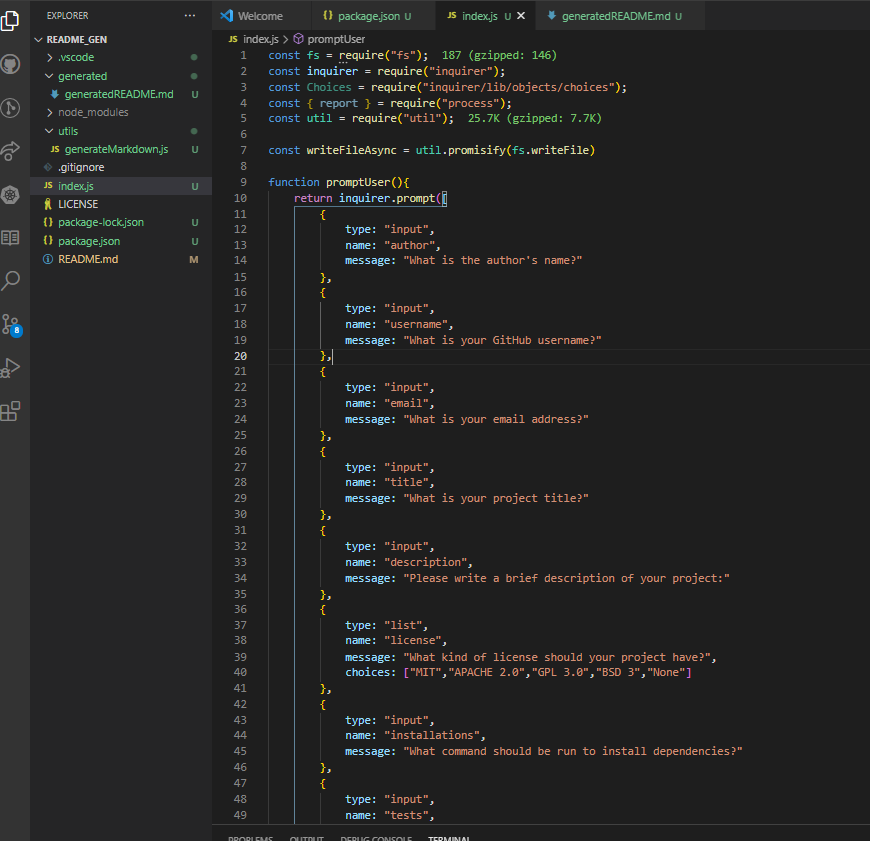 EXPLORER ...
README_GEN
.vscode
generated
generatedREADME.md U
node_modules
utils
JS generateMarkdown.js U
.gitignore
JS index.js U
LICENSE
{} package-lock.json U
{} package.json U
README.md M
8
Welcome
{} package.json U
JS index.js U
generatedREADME.md U
JS index.js > promptUser
1 const fs = require("fs"); 187 (gzipped: 146)
2 const inquirer = require("inquirer");
3 const Choices = require("inquirer/lib/objects/choices");
4 const { report } = require("process");
5 const util = require("util"); 25.7K (gzipped: 7.7K)
6
7 const writeFileAsync = util.promisify(fs.writeFile)
8
9 function promptUser(){
10 return inquirer.prompt([
11 {
12 type: "input",
13 name: "author",
14 message: "What is the author's name?"
15 },
16 {
17 type: "input",
18 name: "username",
19 message: "What is your GitHub username?"
20 },
21 {
22 type: "input",
23 name: "email",
24 message: "What is your email address?"
25 },
26 {
27 type: "input",
28 name: "title",
29 message: "What is your project title?"
30 },
31 {
32 type: "input",
33 name: "description",
34 message: "Please write a brief description of your project:"
35 },
36 {
37 type: "list",
38 name: "license",
39 message: "What kind of license should your project have?",
40 choices: ["MIT","APACHE 2.0","GPL 3.0","BSD 3","None"]
41 },
42 {
43 type: "input",
44 name: "installations",
45 message: "What command should be run to install dependencies?"
46 },
47 {
48 type: "input",
49 name: "tests",
PROBLEMS OUTPUT DEBUG CONSOLE TERMINAL